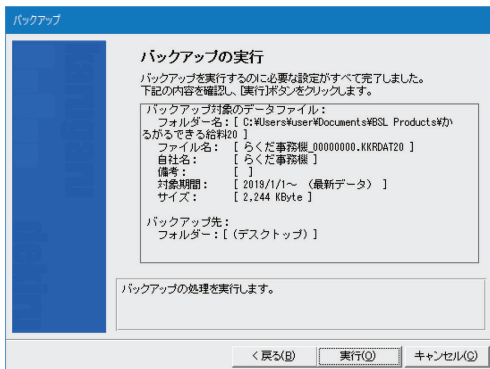 バックアップ
バックアップの実行
バックアップを実行するのに必要な設定がすべて完了しました。
下記の内容を確認し、[実行]ボタンをクリックします。
バックアップ対象のデータファイル：
フォルダー名：[ C:¥Users¥user¥Documents¥BSL Products¥か
るがるできる給料20 ]
ファイル名： [ らくだ事務機_00000000.KKRDAT20 ]
自社名： [ らくだ事務機 ]
備考： [ ]
対象期間： [ 2019/1/1～ （最新データ） ]
サイズ： [ 2,244 KByte ]
バックアップ先：
フォルダー：[ (デスクトップ) ]
バックアップの処理を実行します。
< 戻る(B) 実行(O) キャンセル(C)